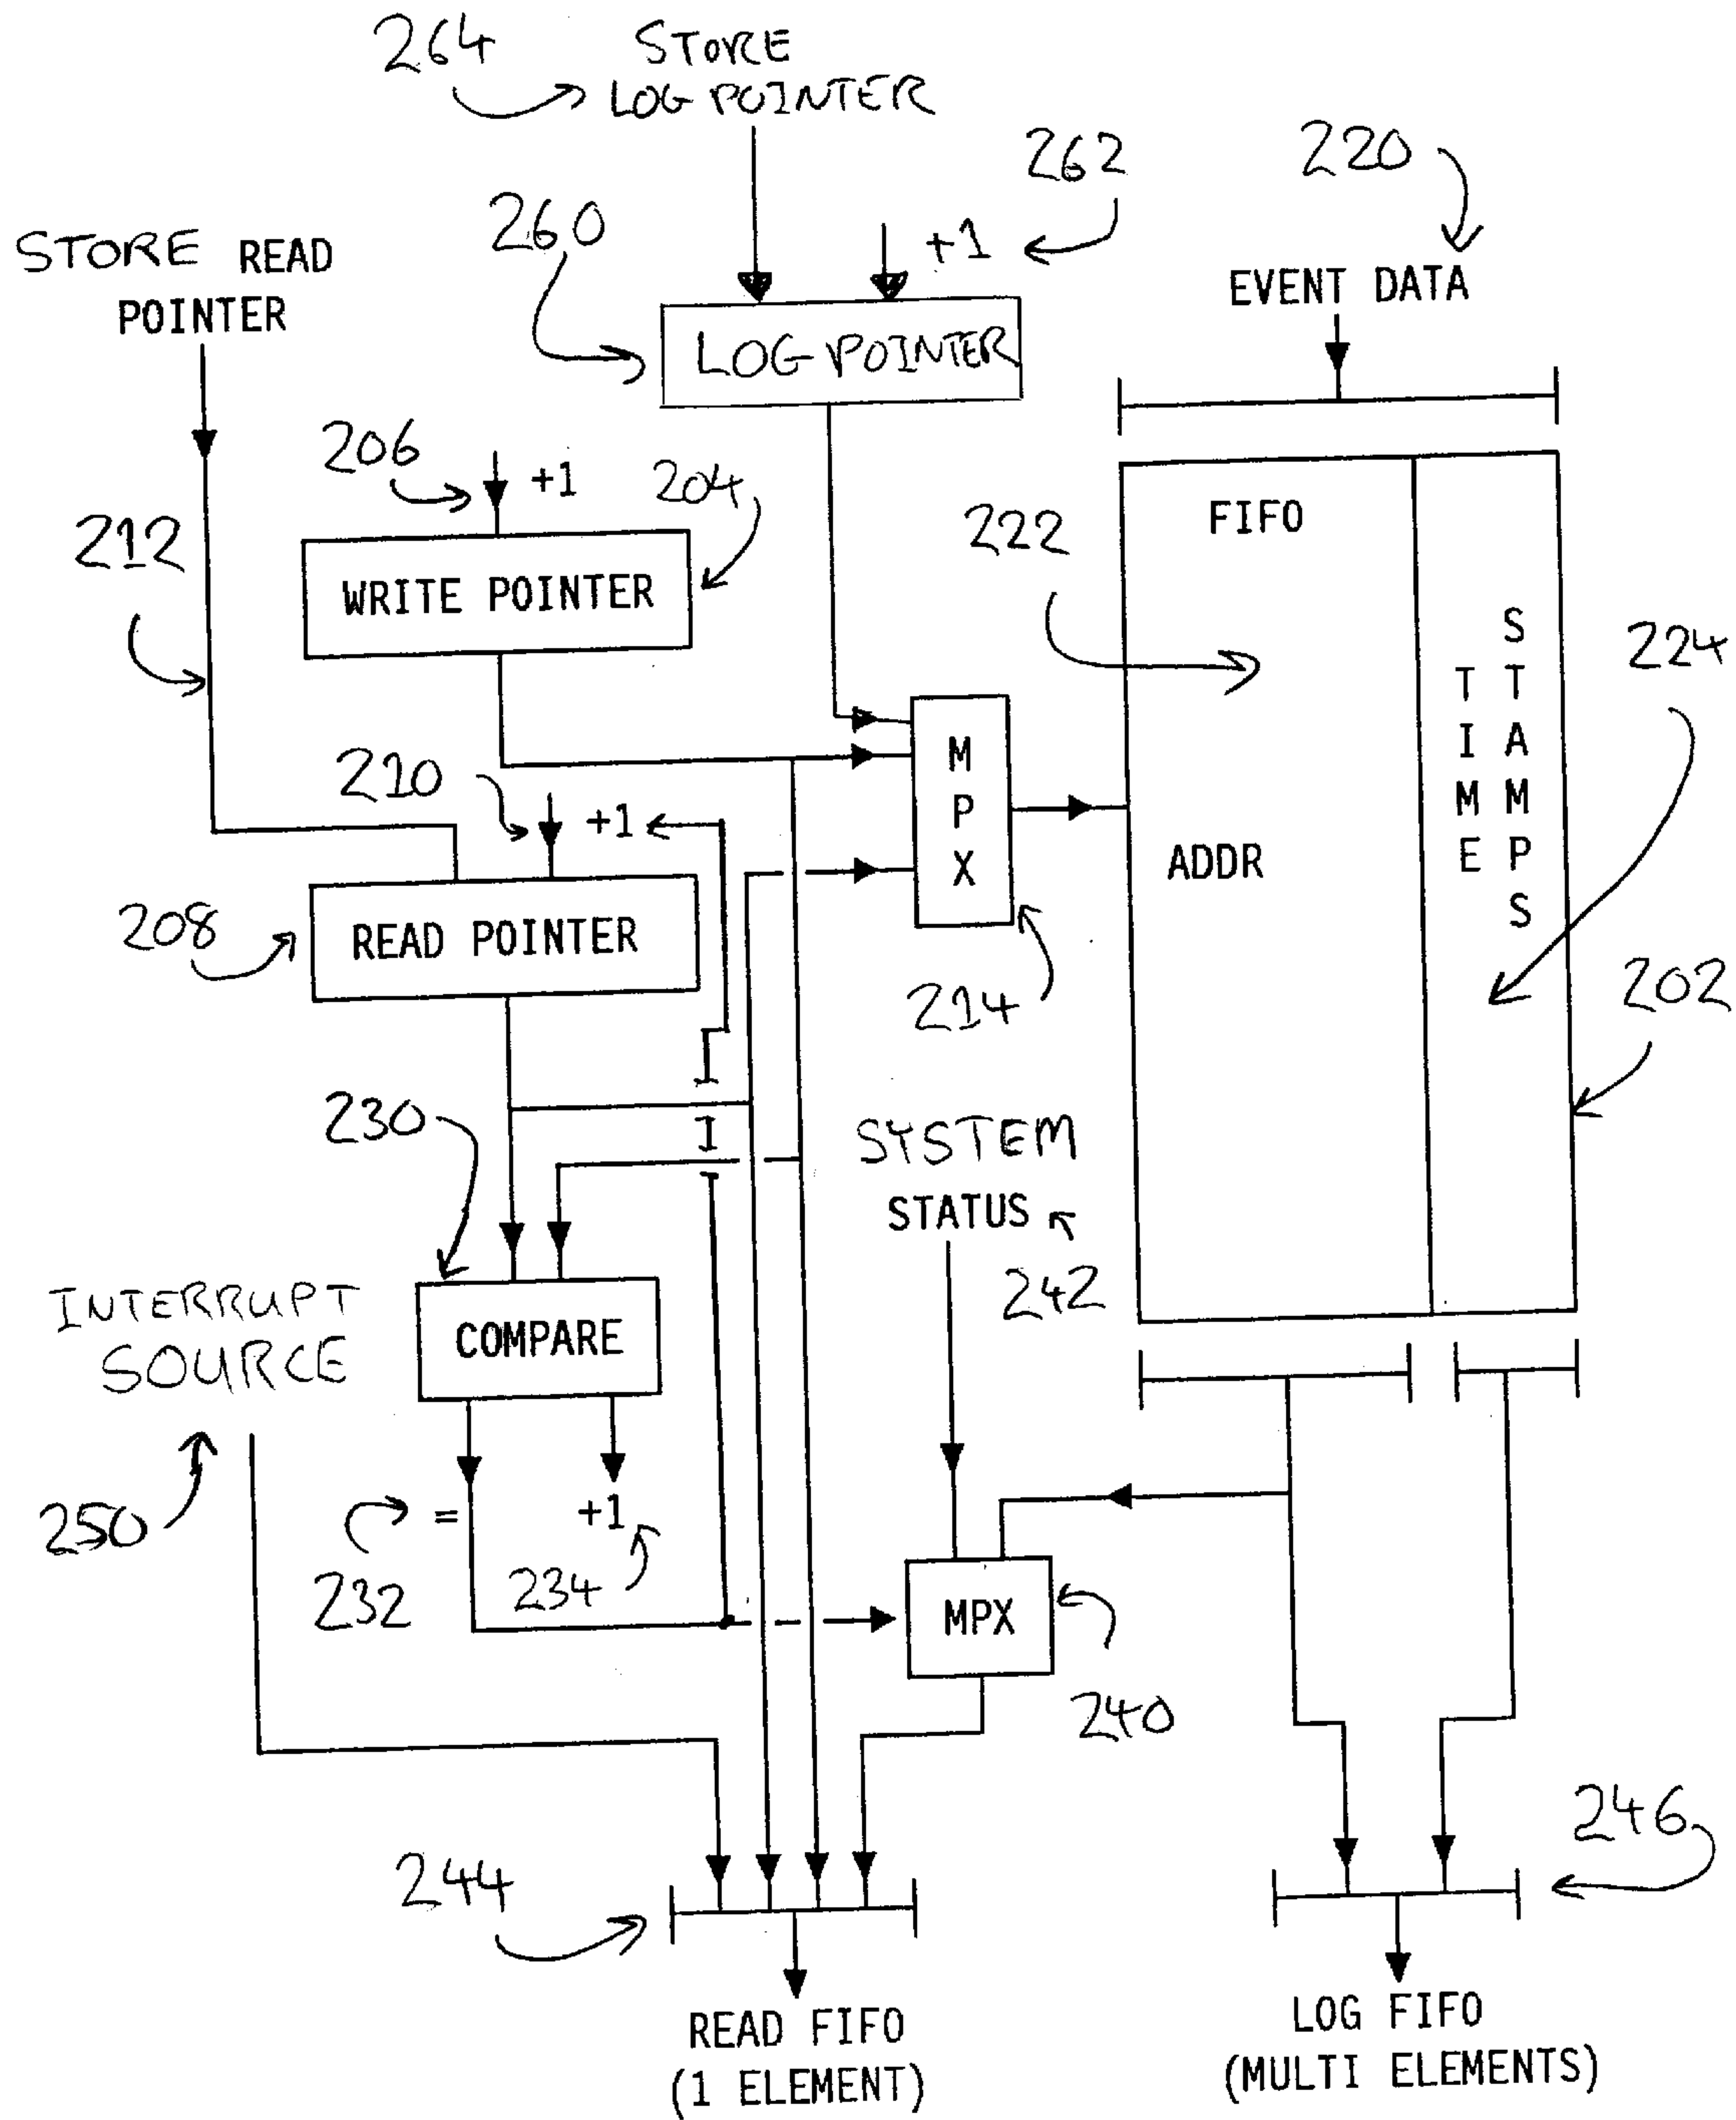 264
STORE
LOG POINTER
262
220
260
+1
STORE READ
POINTER
EVENT DATA
LOG POINTER
206
+1
204
212
222
FIFO
WRITE POINTER
STAMPS
224
TIME
MPX
210
+1
ADDR
208
READ POINTER
214
202
230
SYSTEM
STATUS
242
INTERRUPT
SOURCE
COMPARE
250
=
+1
232
234
MPX
240
246
244
READ FIFO
(1 ELEMENT)
LOG FIFO
(MULTI ELEMENTS)